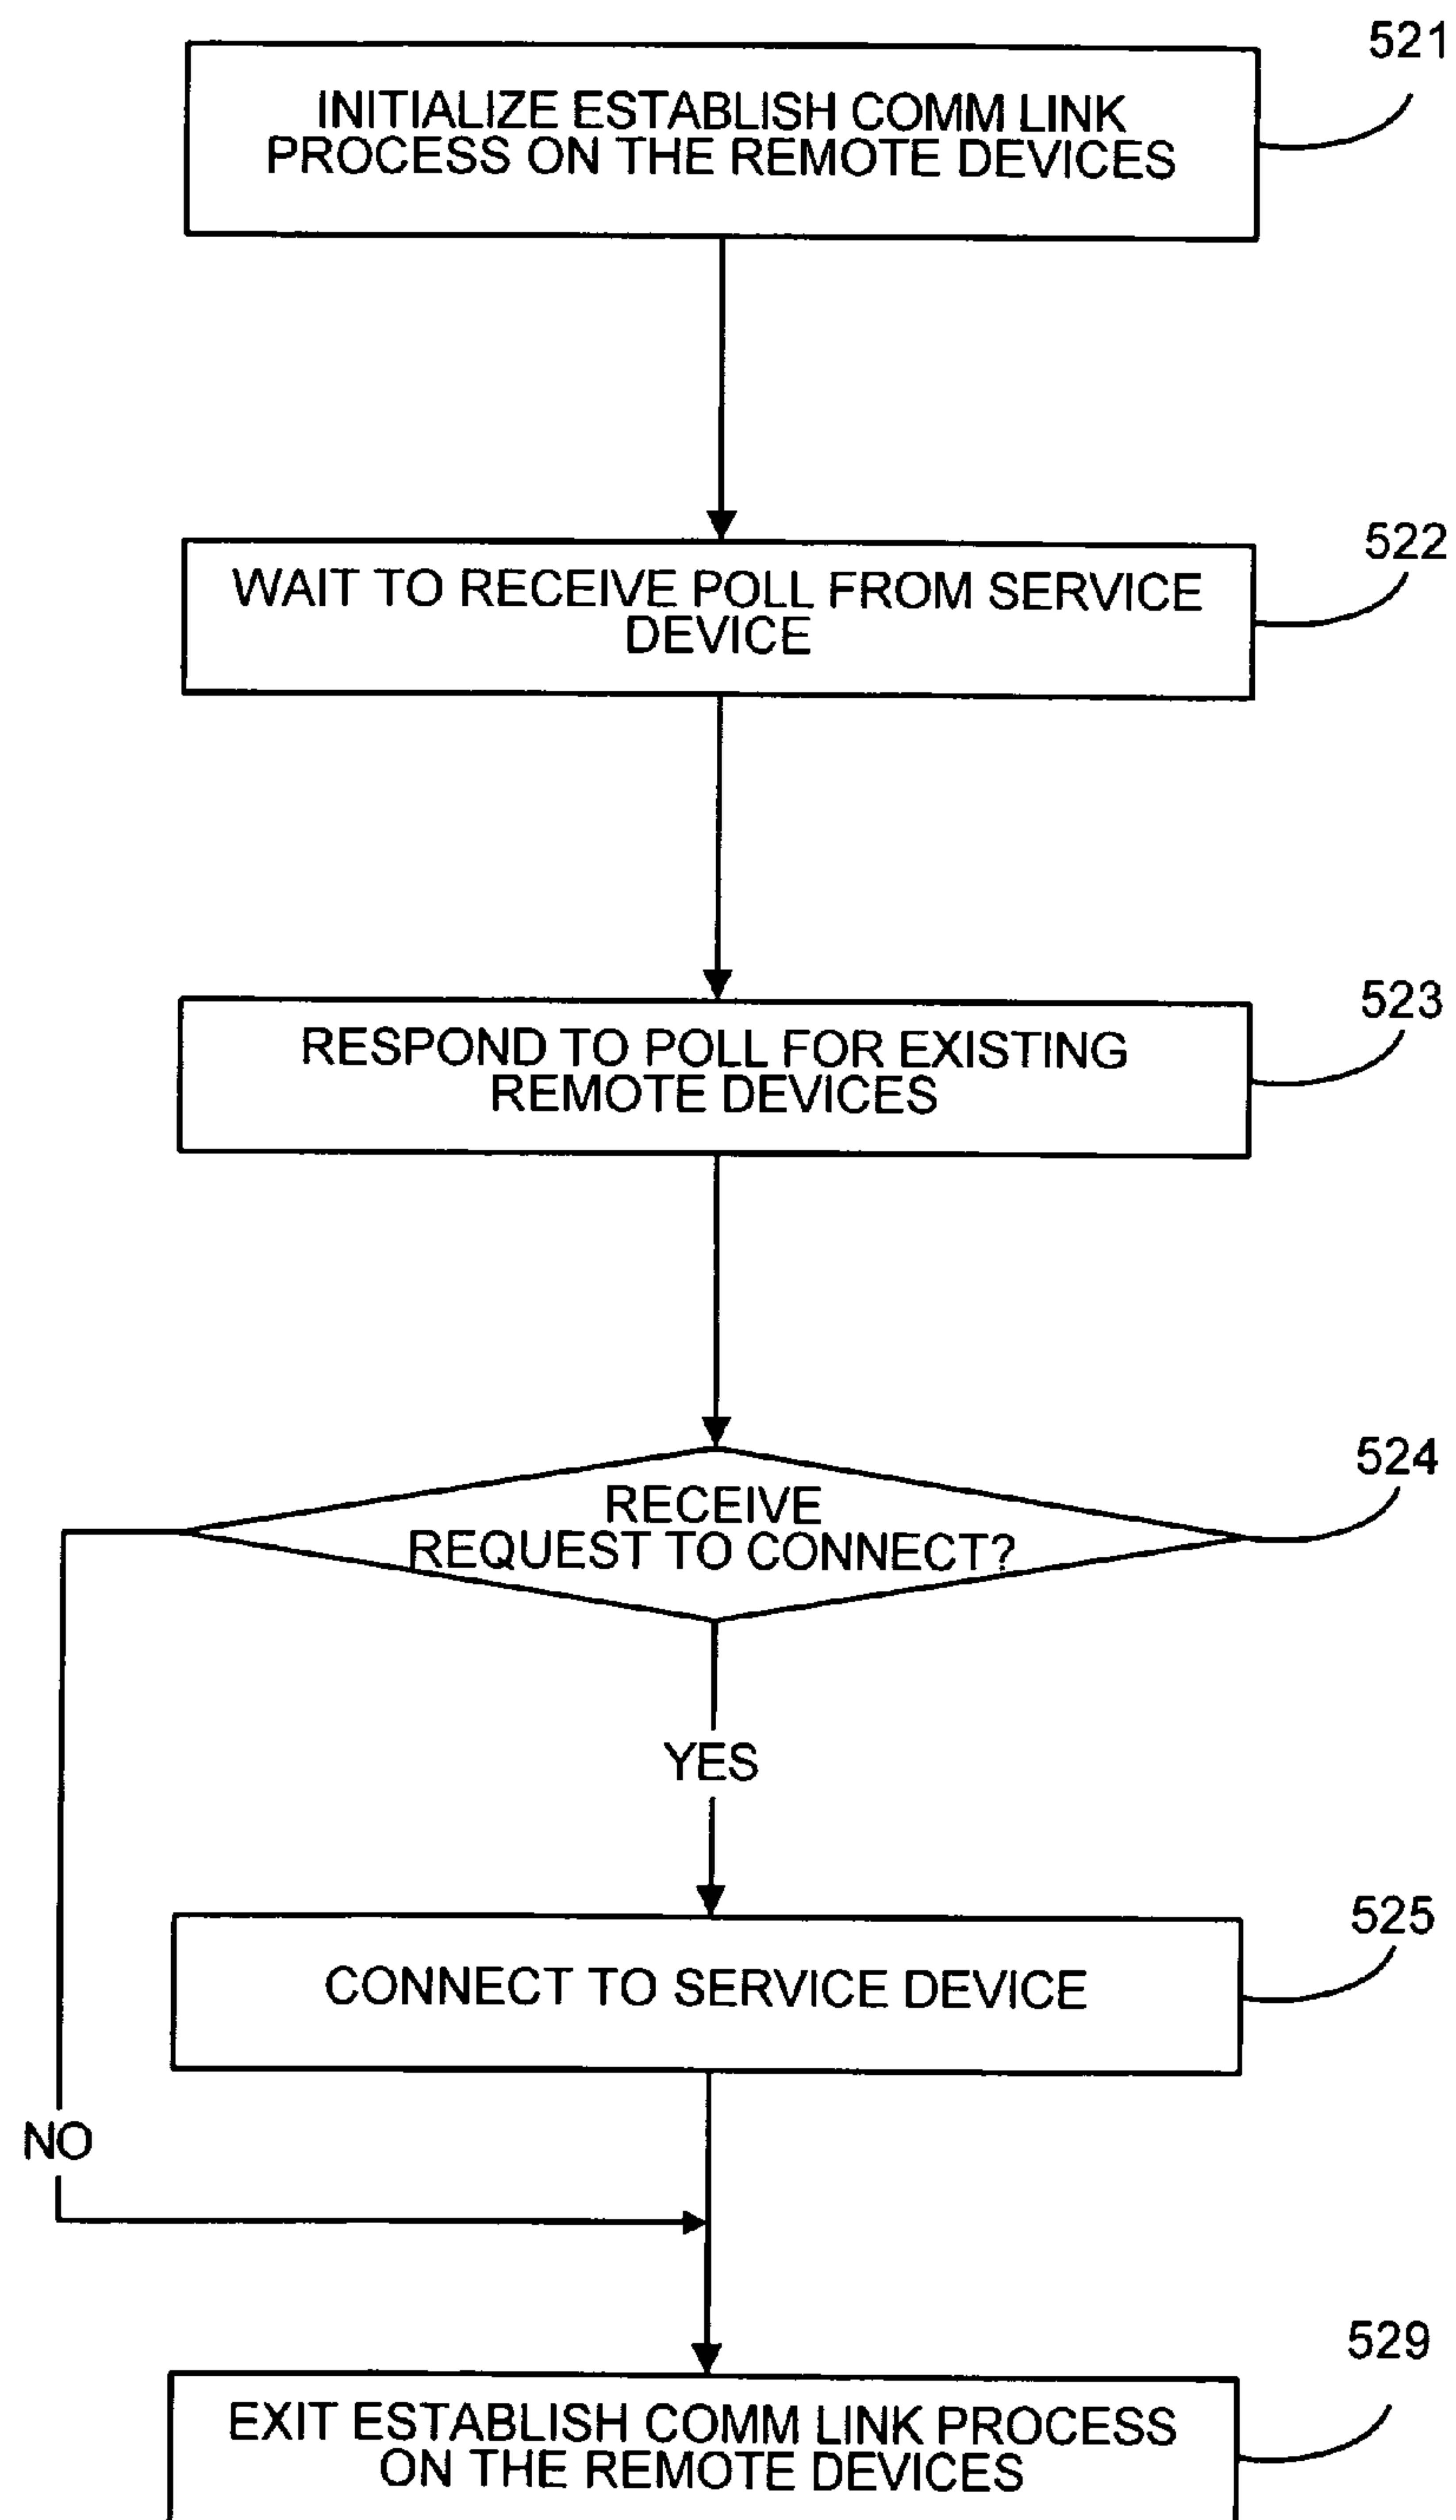 521
INITIALIZE ESTABLISH COMM LINK
PROCESS ON THE REMOTE DEVICES
522
WAIT TO RECEIVE POLL FROM SERVICE
DEVICE
523
RESPOND TO POLL FOR EXISTING
REMOTE DEVICES
524
RECEIVE
REQUEST TO CONNECT?
YES
525
CONNECT TO SERVICE DEVICE
NO
529
EXIT ESTABLISH COMM LINK PROCESS
ON THE REMOTE DEVICES